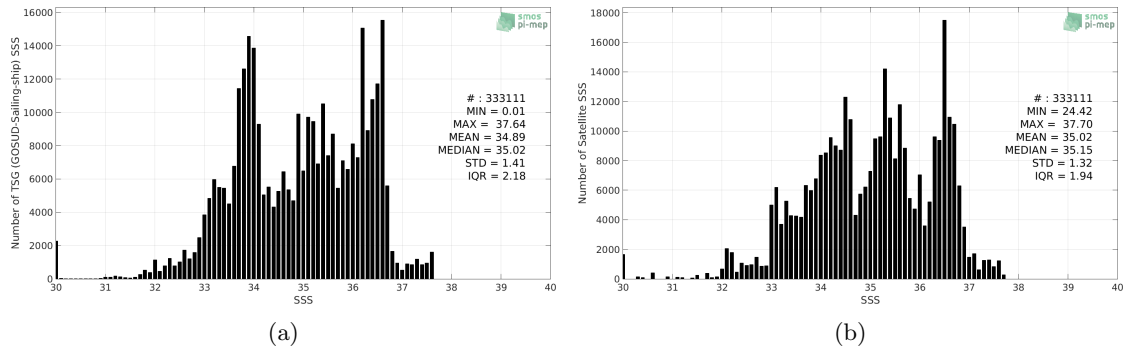 Number of TSG (GOSUD-Sailing-ship) SSS
16000
14000
12000
10000
8000
6000
4000
2000
0
30 31 32 33 34 35 36 37 38 39 40
SSS
smos
pi-mep
# : 333111
MIN = 0.01
MAX = 37.64
MEAN = 34.89
MEDIAN = 35.02
STD = 1.41
IQR = 2.18
(a)
Number of Satellite SSS
18000
16000
14000
12000
10000
8000
6000
4000
2000
0
30 31 32 33 34 35 36 37 38 39 40
SSS
smos
pi-mep
# : 333111
MIN = 24.42
MAX = 37.70
MEAN = 35.02
MEDIAN = 35.15
STD = 1.32
IQR = 1.94
(b)